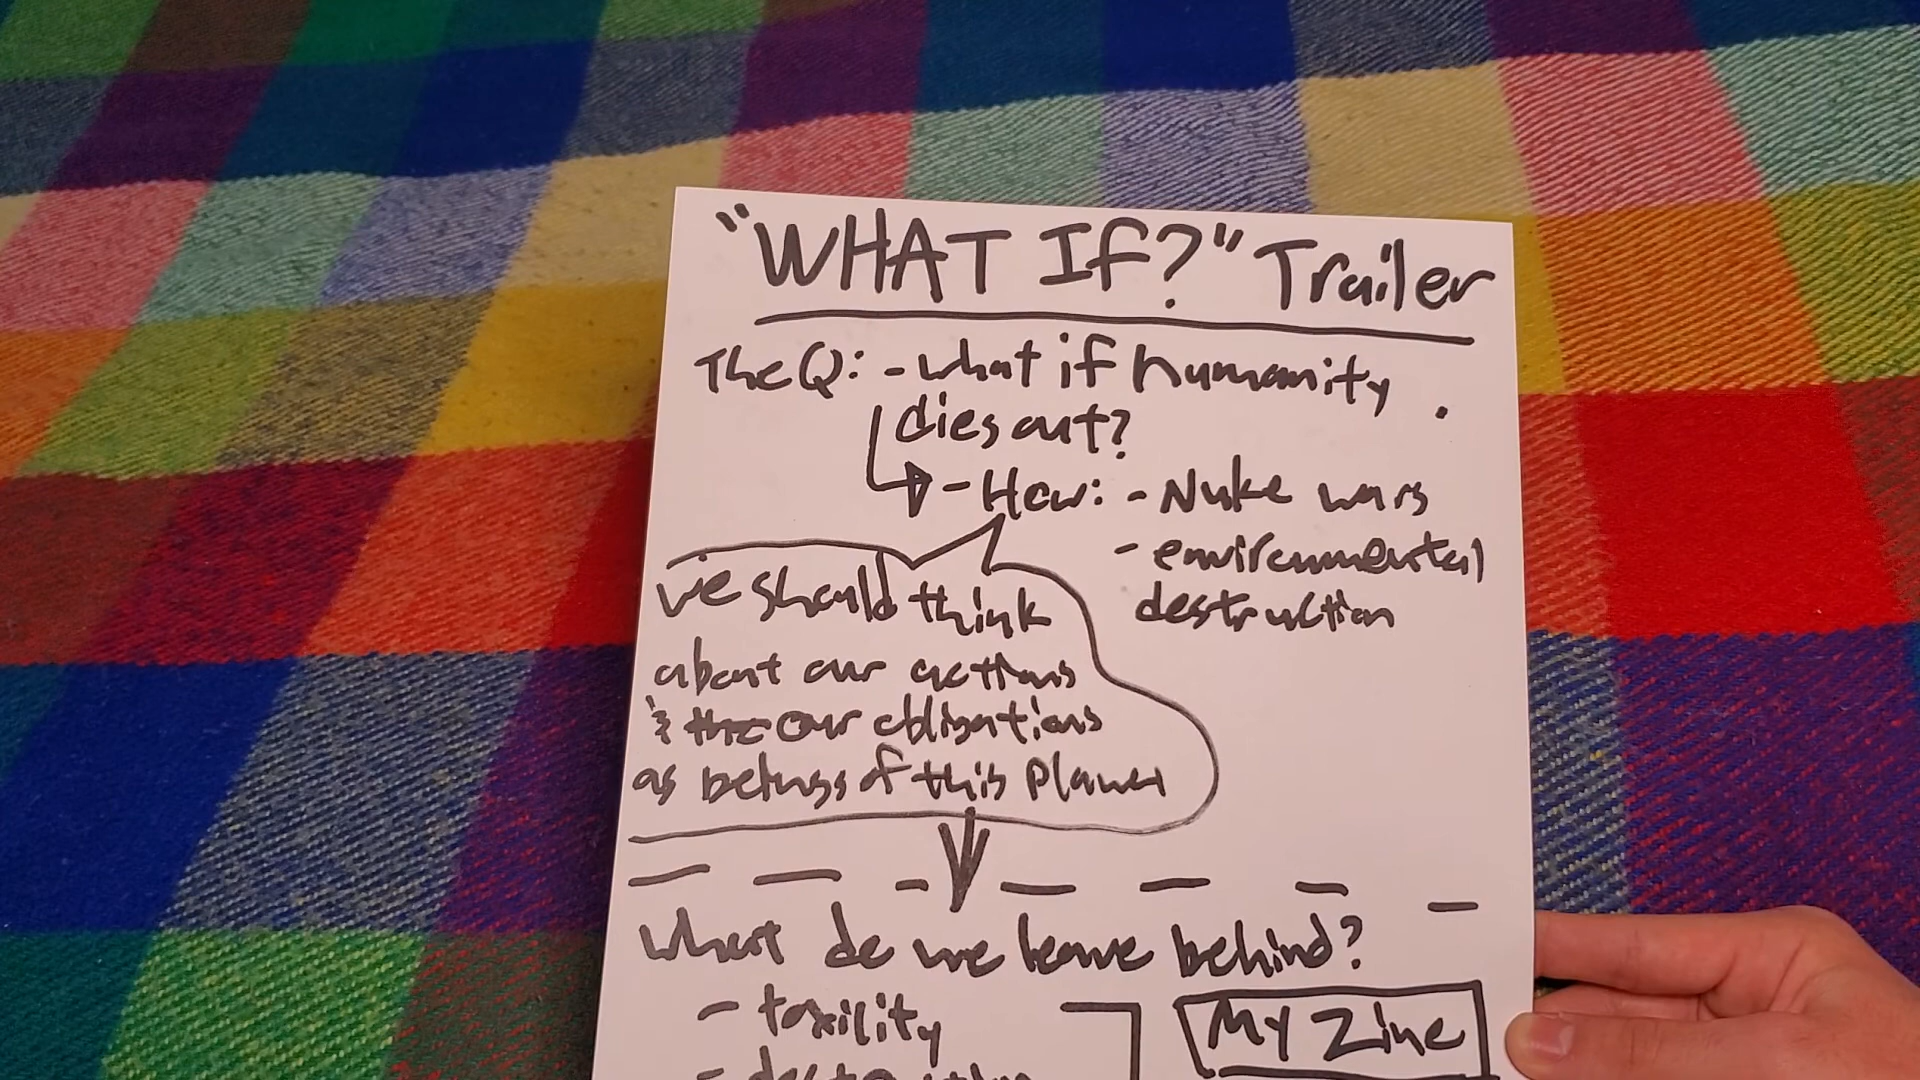 "WHAT IF?" Trailer
The Q: - what if humanity
dies out?
- How: - Nuke wars
- environmental
destruction
we should think
about our actions
& the our obligations
as beings of this planet
what do we leave behind?
- toxicity
My Zine